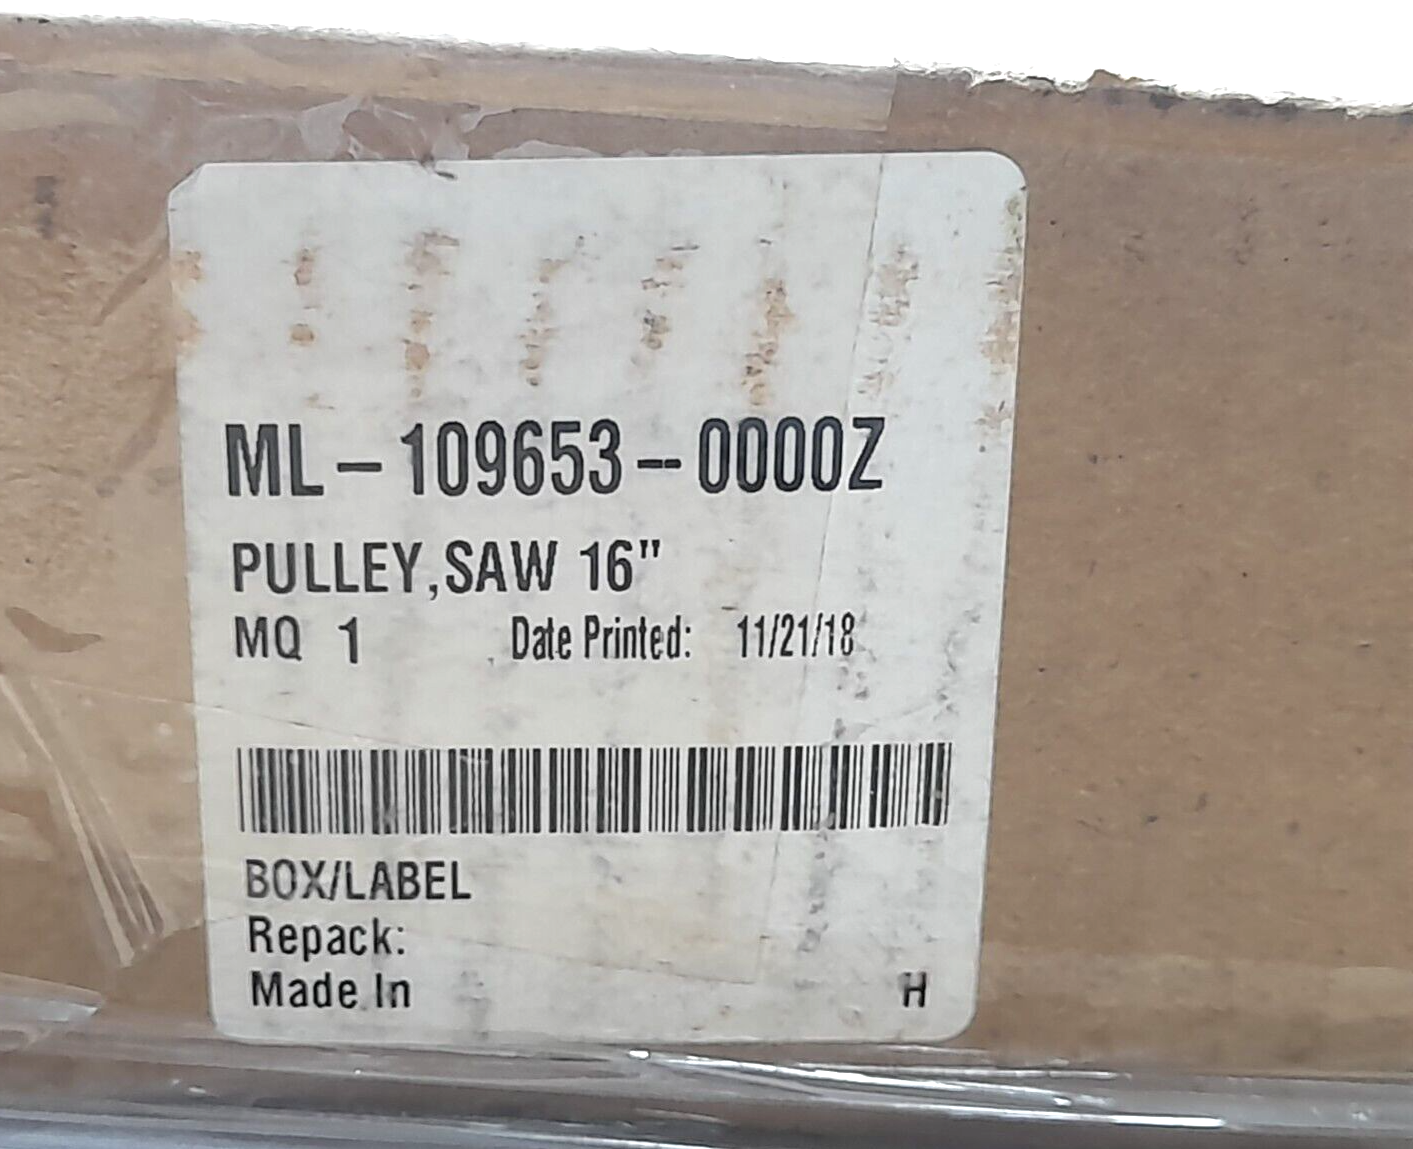 ML-109653-0000Z
PULLEY,SAW 16"
MQ 1 Date Printed: 11/21/18
BOX/LABEL
Repack:
Made In H